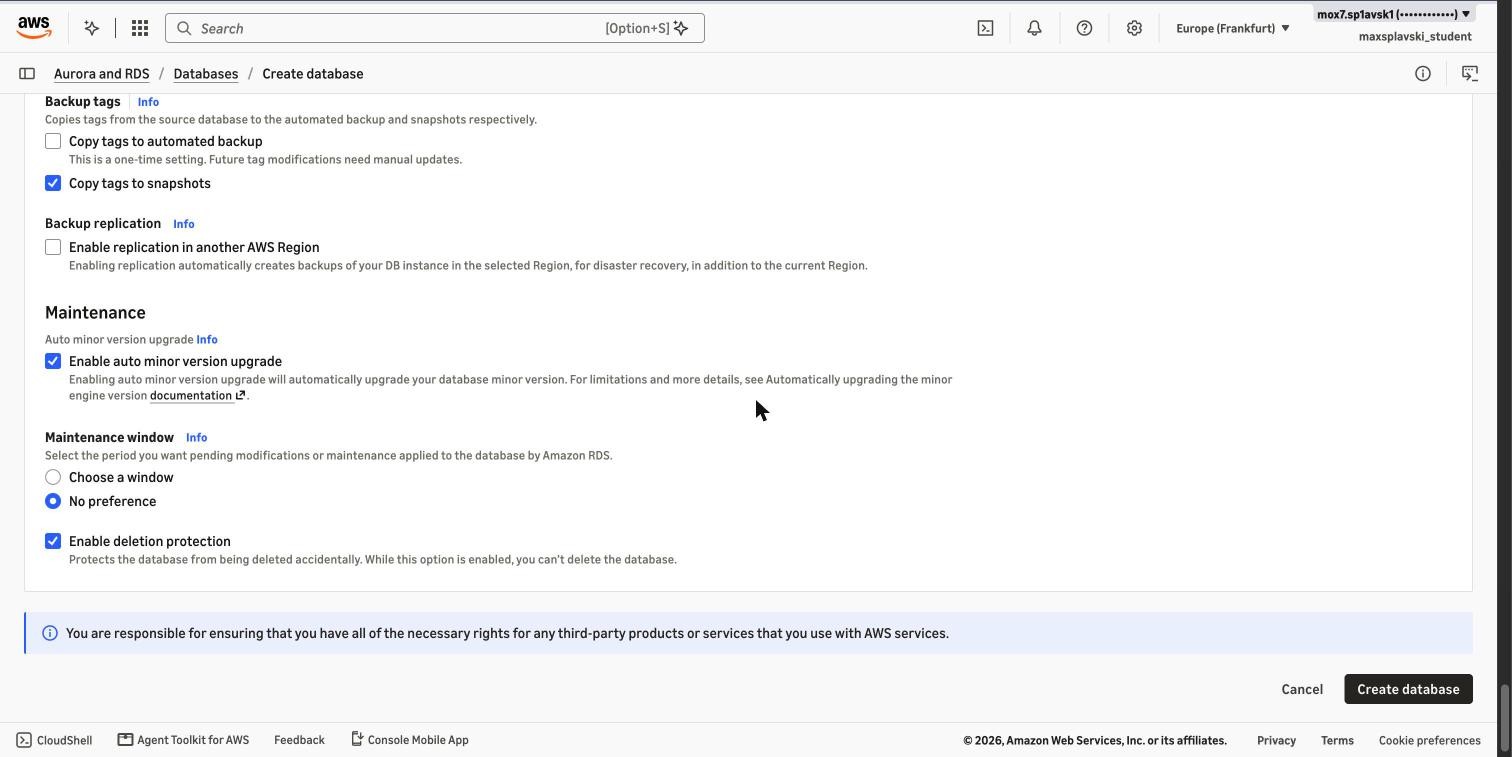 aws
Search
[Option+S]
Europe (Frankfurt)
mox7.sp1avsk1 (••••••••••••)
maxsplavski_student
Aurora and RDS / Databases / Create database
Backup tags Info
Copies tags from the source database to the automated backup and snapshots respectively.
Copy tags to automated backup
This is a one-time setting. Future tag modifications need manual updates.
Copy tags to snapshots
Backup replication Info
Enable replication in another AWS Region
Enabling replication automatically creates backups of your DB instance in the selected Region, for disaster recovery, in addition to the current Region.
Maintenance
Auto minor version upgrade Info
Enable auto minor version upgrade
Enabling auto minor version upgrade will automatically upgrade your database minor version. For limitations and more details, see Automatically upgrading the minor
engine version documentation.
Maintenance window Info
Select the period you want pending modifications or maintenance applied to the database by Amazon RDS.
Choose a window
No preference
Enable deletion protection
Protects the database from being deleted accidentally. While this option is enabled, you can't delete the database.
You are responsible for ensuring that you have all of the necessary rights for any third-party products or services that you use with AWS services.
Cancel
Create database
CloudShell
Agent Toolkit for AWS
Feedback
Console Mobile App
© 2026, Amazon Web Services, Inc. or its affiliates.
Privacy
Terms
Cookie preferences